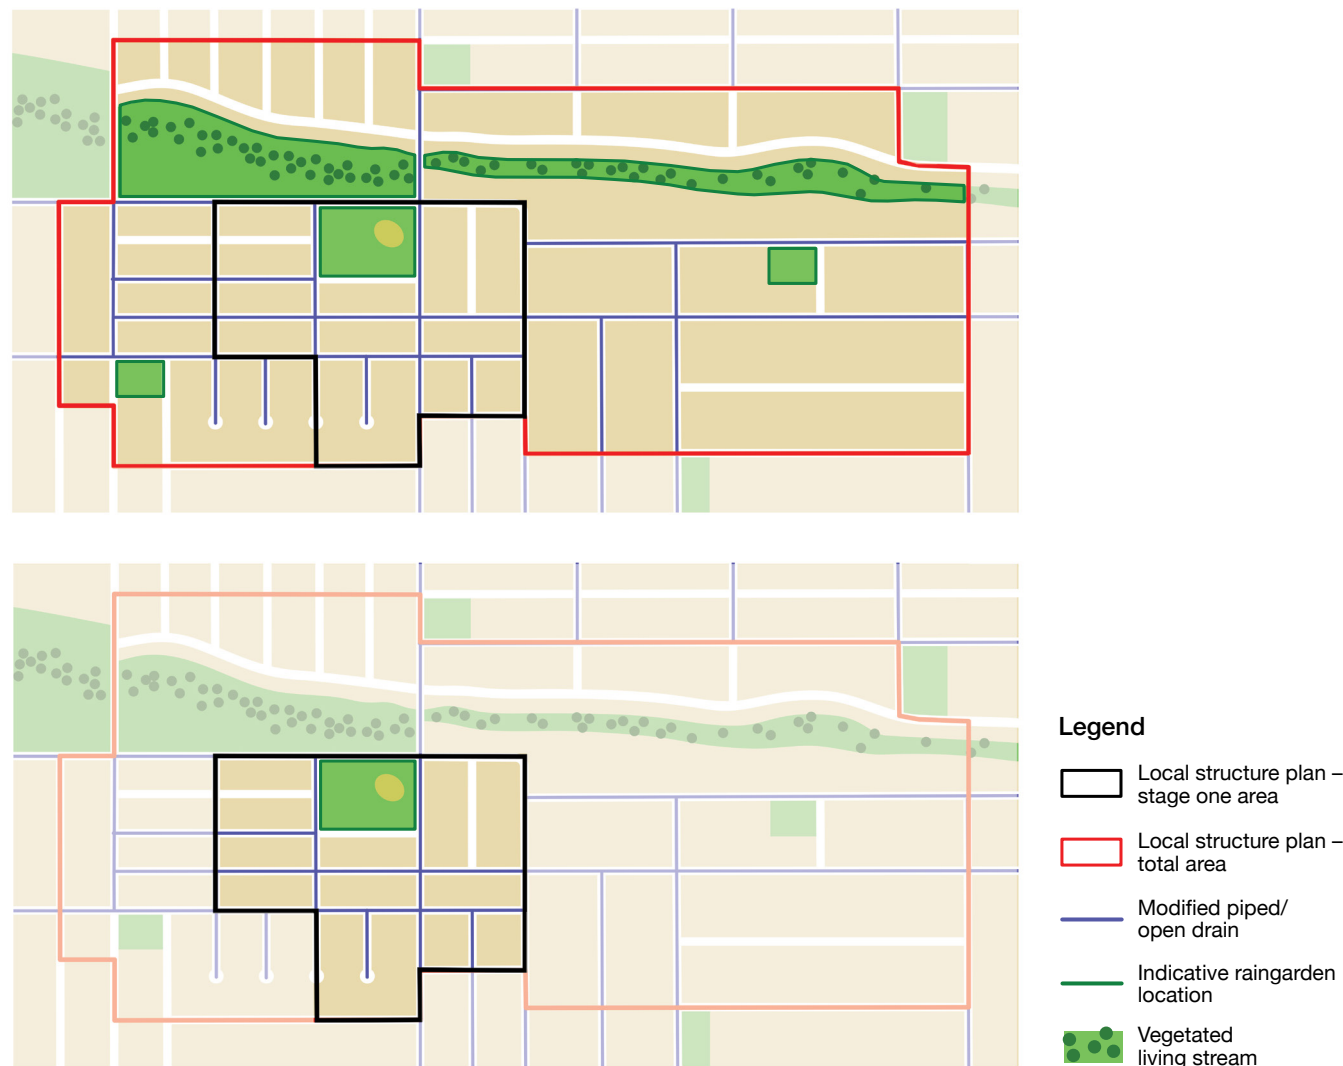 Legend
Local structure plan –
stage one area
Local structure plan –
total area
Modified piped/
open drain
Indicative raingarden
location
Vegetated
living stream